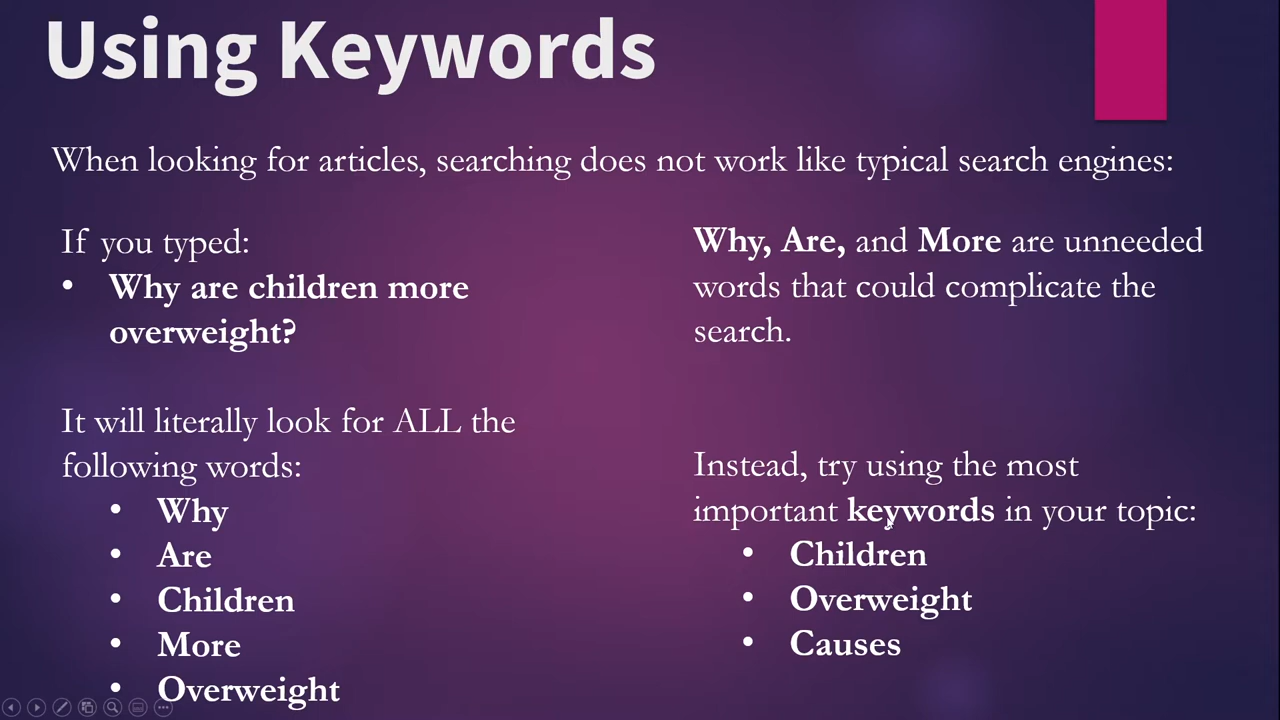 Using Keywords
When looking for articles, searching does not work like typical search engines:
If you typed:
• Why are children more
overweight?
It will literally look for ALL the
following words:
• Why
• Are
• Children
• More
• Overweight
Why, Are, and More are unneeded
words that could complicate the
search.
Instead, try using the most
important keywords in your topic:
• Children
• Overweight
• Causes